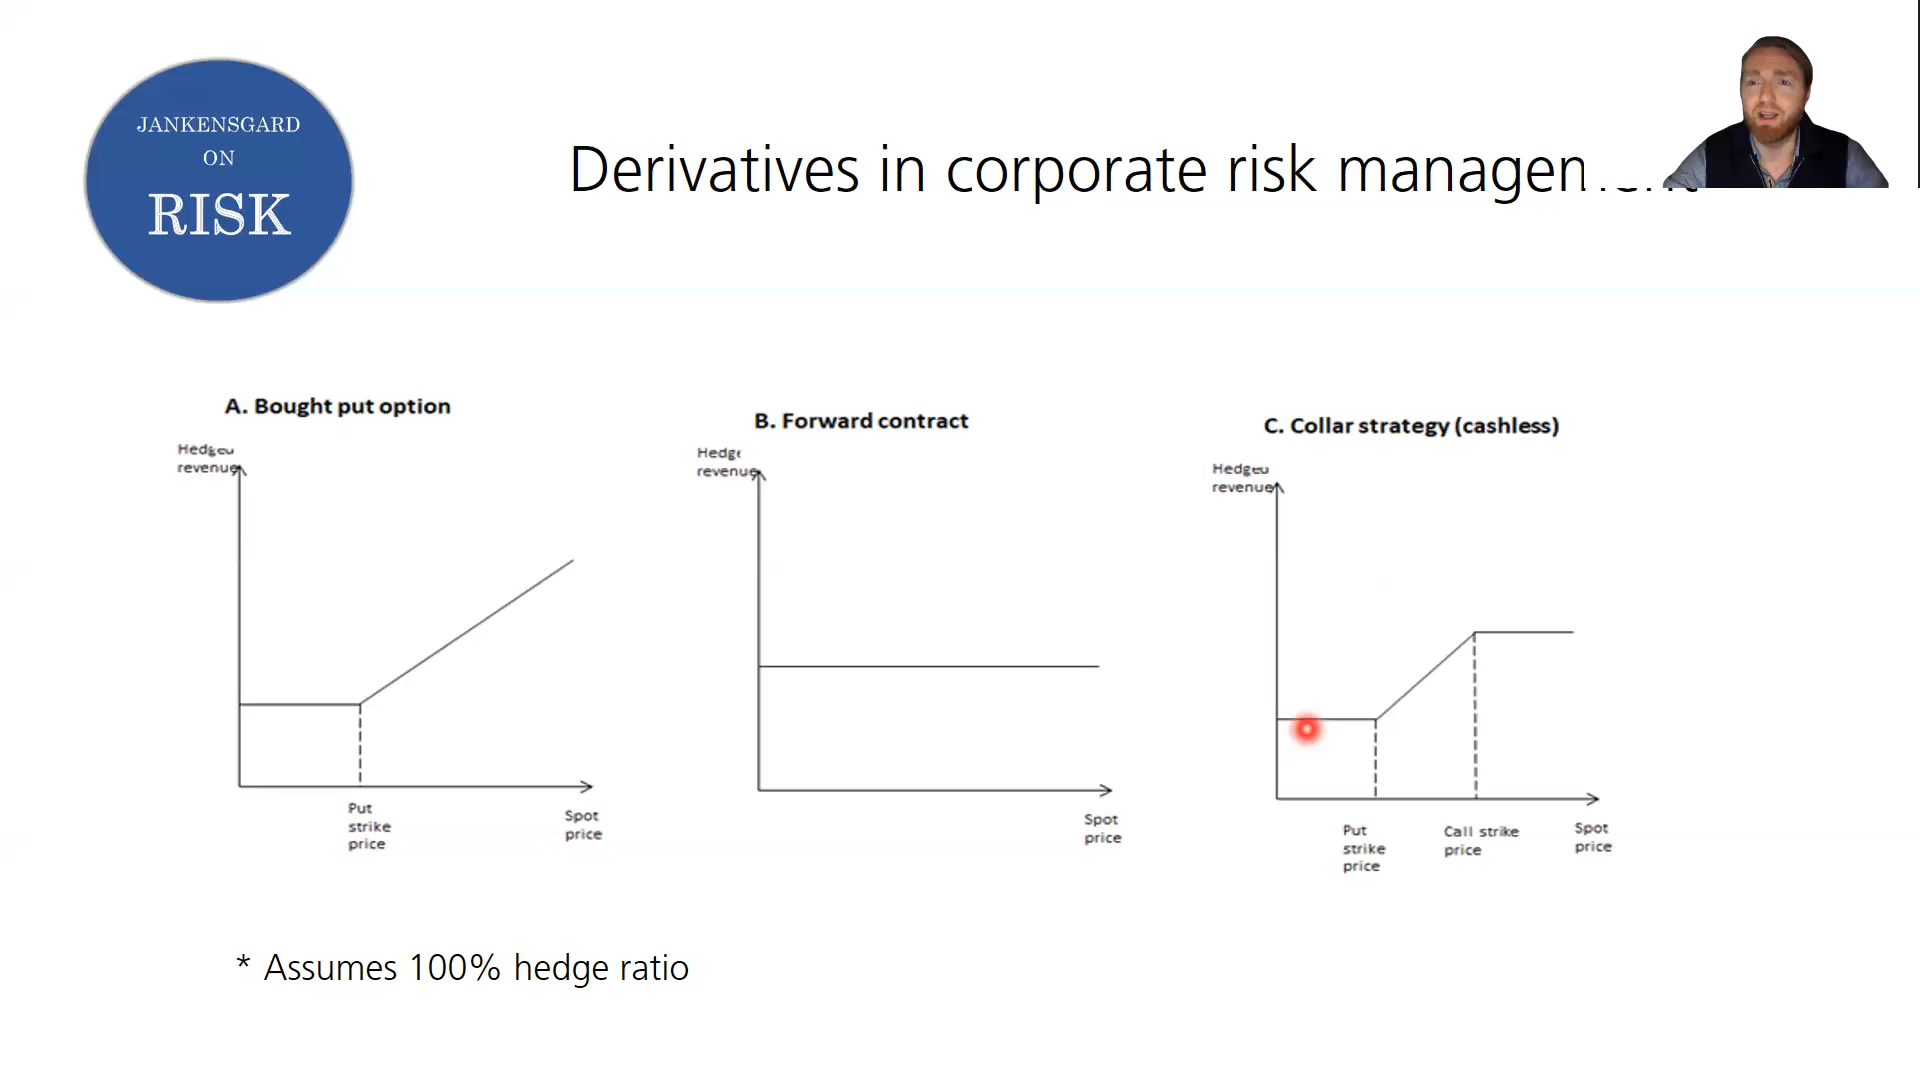 JANKENSGARD
ON
RISK
Derivatives in corporate risk
A. Bought put option
revenue
Put
strike
price
Spot
price
B. Forward contract
revenue
Spot
price
C. Collar strategy (cashless)
Hedged
revenue
Put
strike
price
Call strike
price
Spot
price
* Assumes 100% hedge ratio